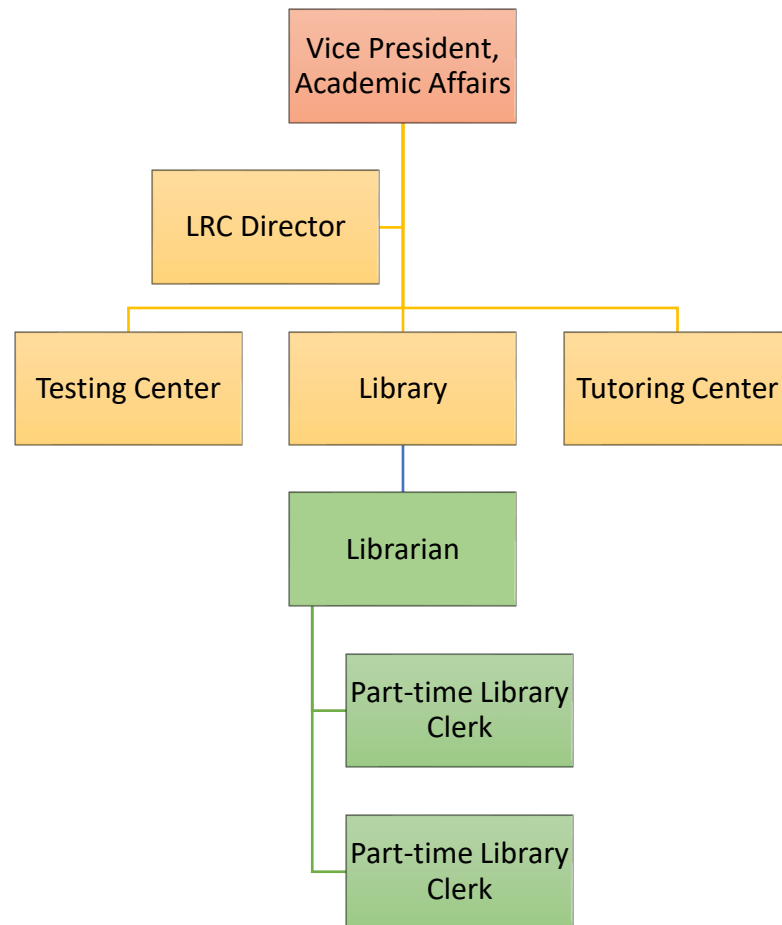 Vice President,
Academic Affairs
LRC Director
Testing Center
Library
Tutoring Center
Librarian
Part-time Library
Clerk
Part-time Library
Clerk